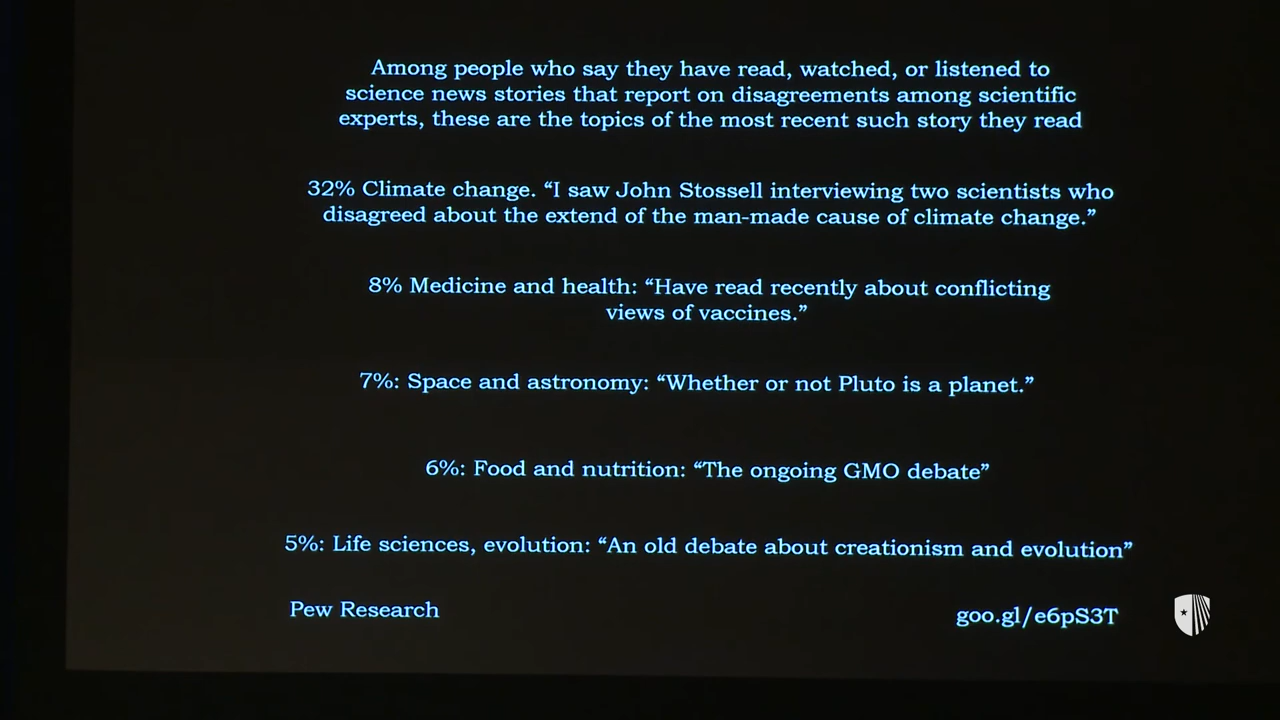 Among people who say they have read, watched, or listened to
science news stories that report on disagreements among scientific
experts, these are the topics of the most recent such story they read
32% Climate change. “I saw John Stossell interviewing two scientists who
disagreed about the extend of the man-made cause of climate change.”
8% Medicine and health: “Have read recently about conflicting
views of vaccines.”
7%: Space and astronomy: “Whether or not Pluto is a planet.”
6%: Food and nutrition: “The ongoing GMO debate”
5%: Life sciences, evolution: “An old debate about creationism and evolution”
Pew Research
goo.gl/e6pS3T